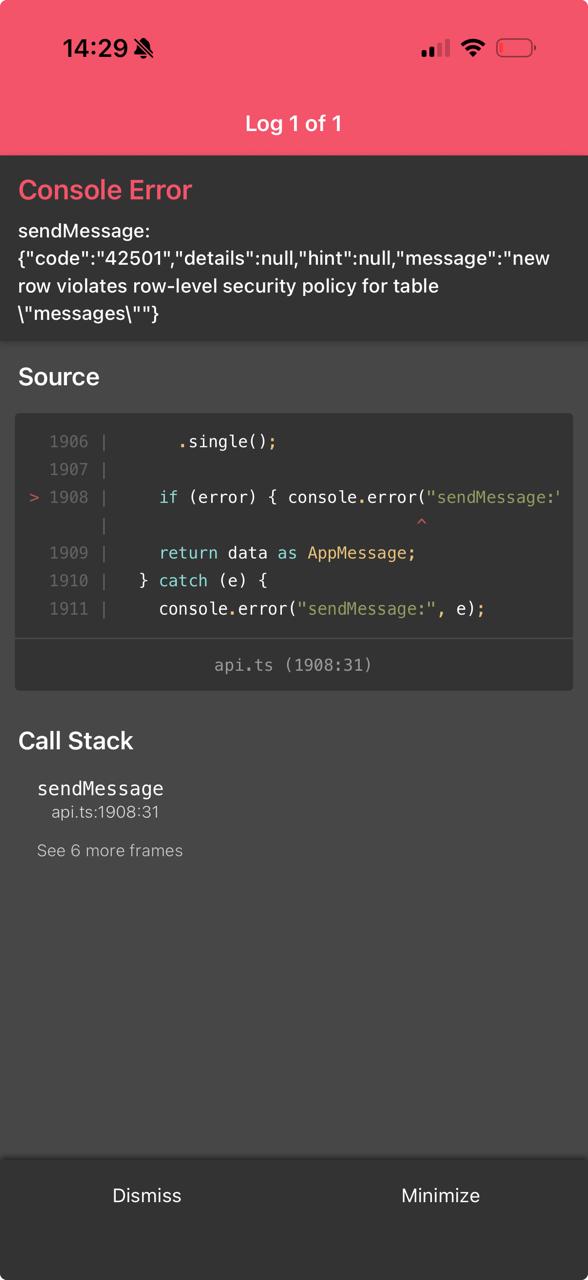 14:29
Log 1 of 1
Console Error
sendMessage:
{"code":"42501","details":null,"hint":null,"message":"new
row violates row-level security policy for table
\"messages\""}
Source
1906 |       .single();
1907 |
> 1908 |     if (error) { console.error("sendMessage:"
|                               ^
1909 |     return data as AppMessage;
1910 |   } catch (e) {
1911 |     console.error("sendMessage:", e);
api.ts (1908:31)
Call Stack
sendMessage
api.ts:1908:31
See 6 more frames
Dismiss Minimize